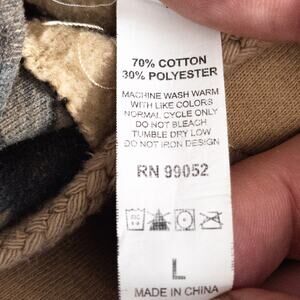 70% COTTON
30% POLYESTER
MACHINE WASH WARM
WITH LIKE COLORS
NORMAL CYCLE ONLY
DO NOT BLEACH
TUMBLE DRY LOW
DO NOT IRON DESIGN
RN 99052
L
MADE IN CHINA